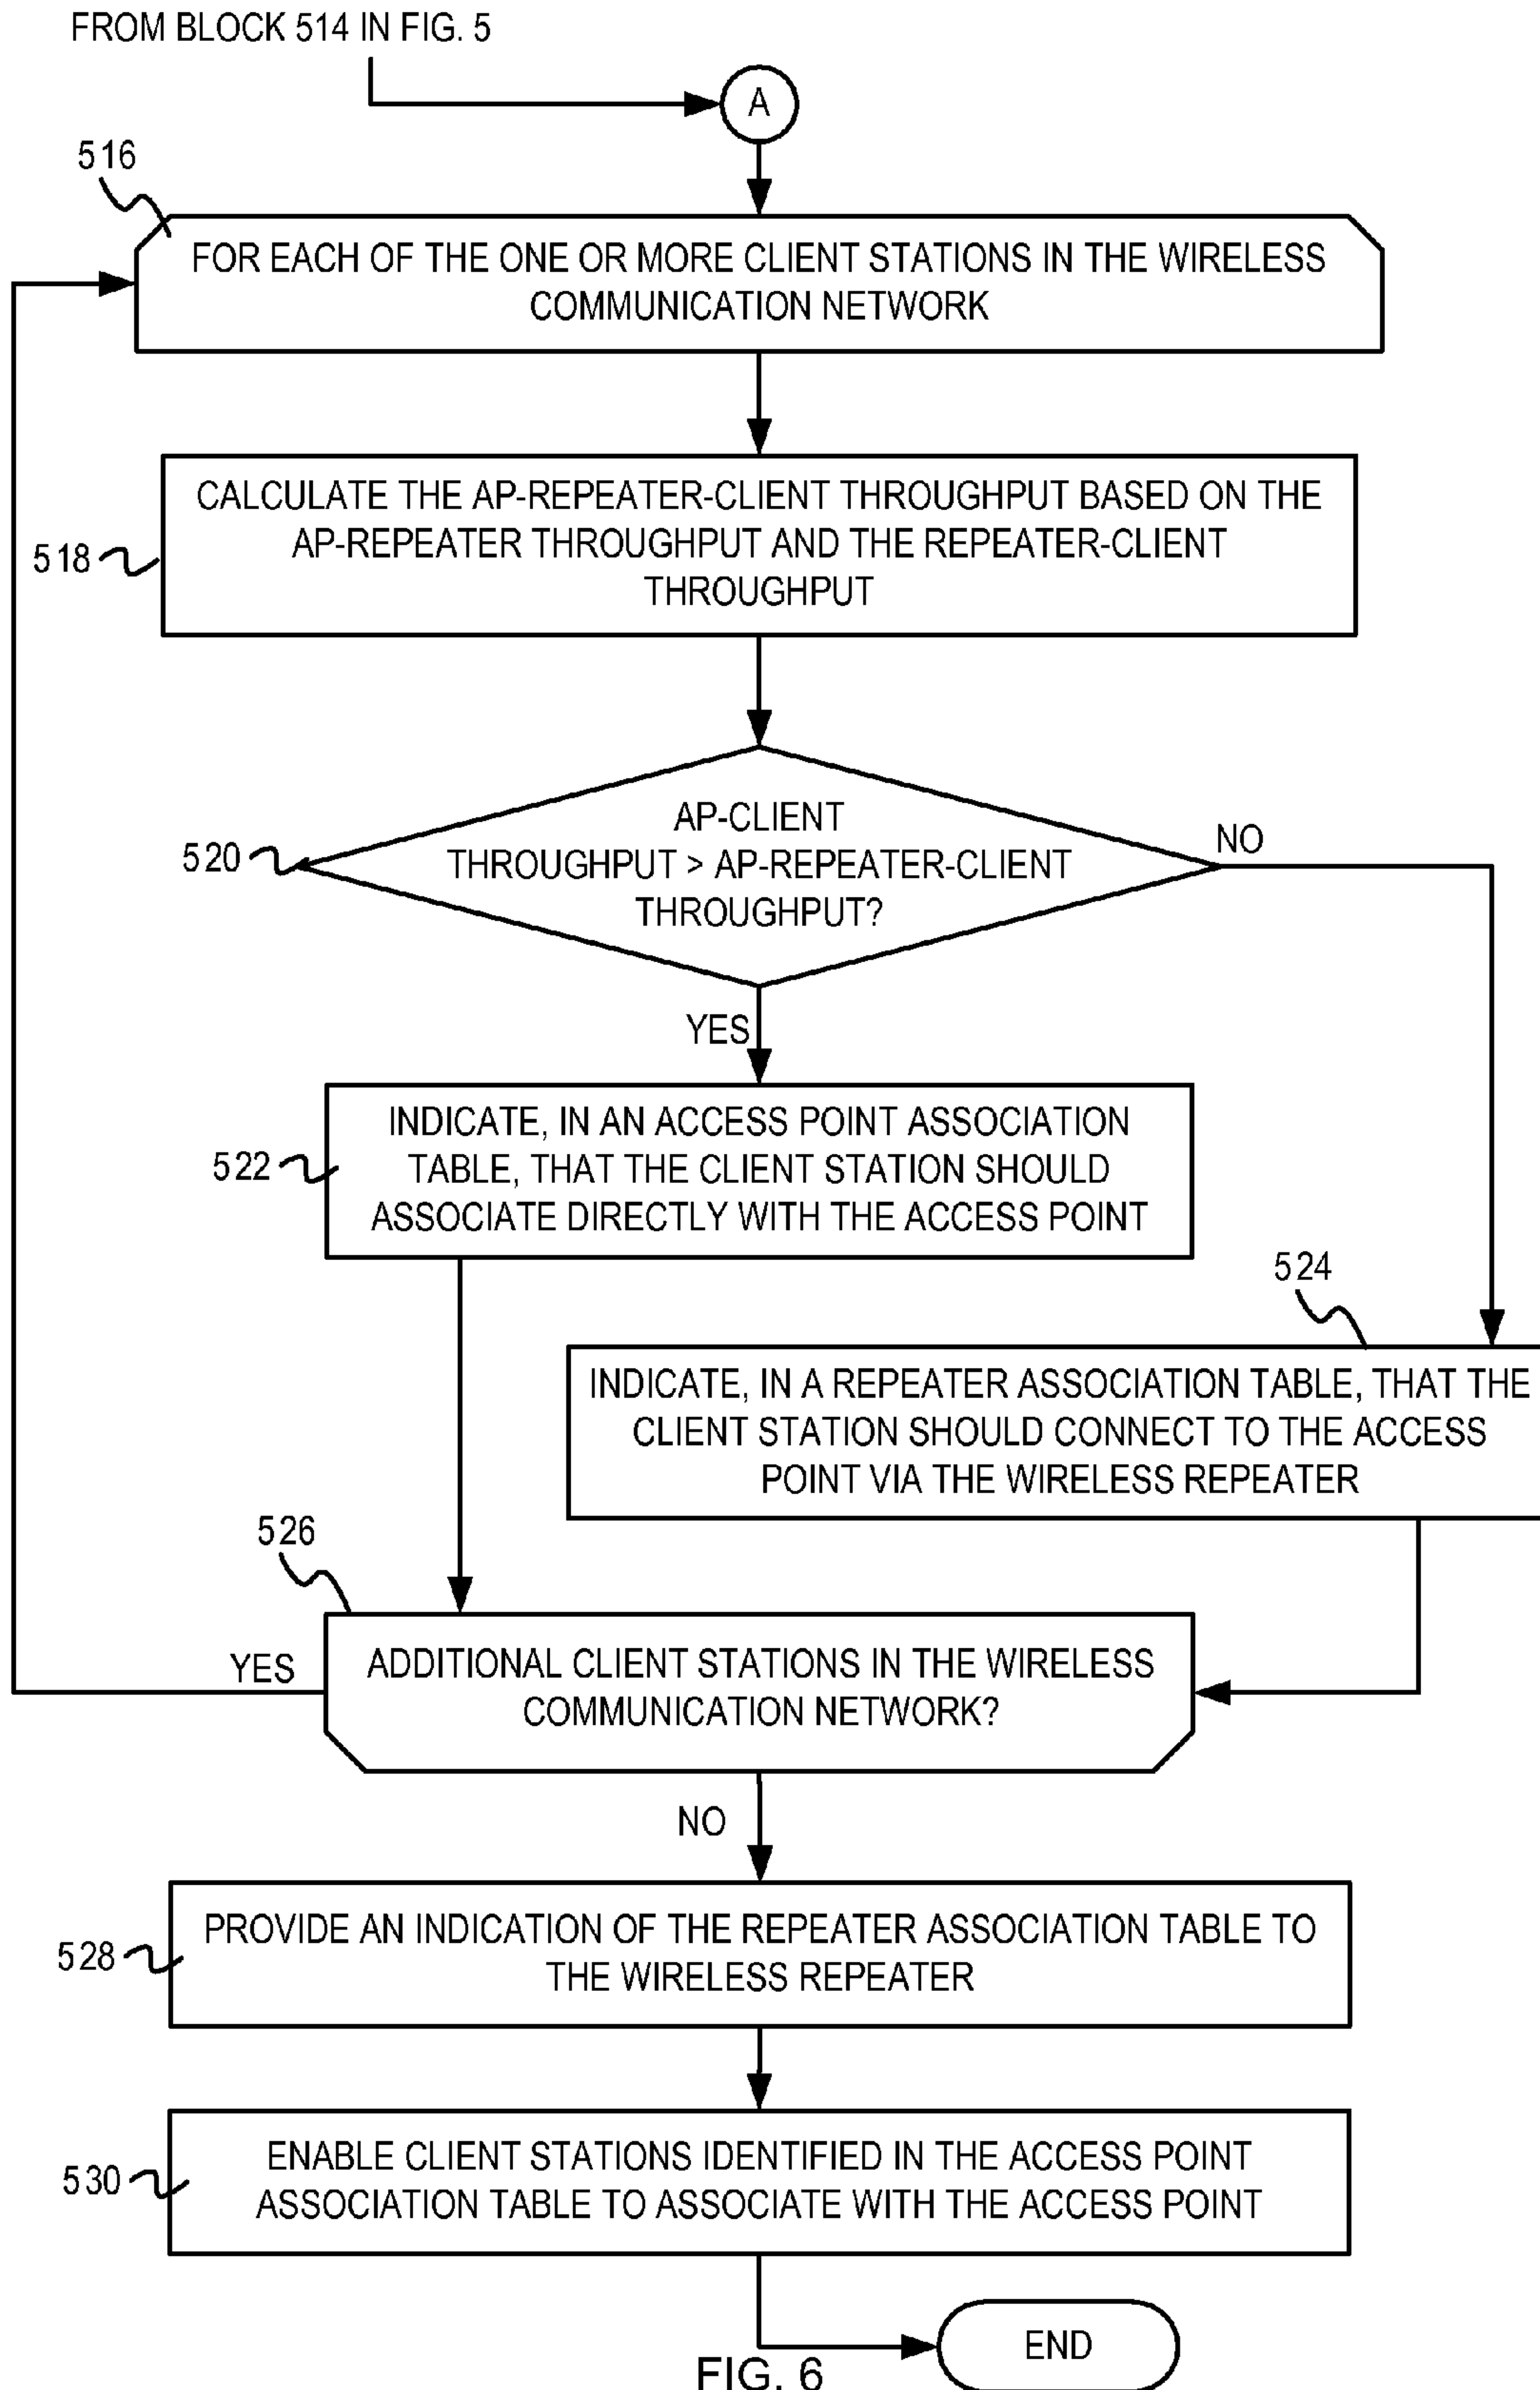 FROM BLOCK 514 IN FIG. 5
A
516
FOR EACH OF THE ONE OR MORE CLIENT STATIONS IN THE WIRELESS
COMMUNICATION NETWORK
CALCULATE THE AP-REPEATER-CLIENT THROUGHPUT BASED ON THE
AP-REPEATER THROUGHPUT AND THE REPEATER-CLIENT
THROUGHPUT
518
AP-CLIENT
THROUGHPUT > AP-REPEATER-CLIENT
THROUGHPUT?
520
NO
YES
INDICATE, IN AN ACCESS POINT ASSOCIATION
TABLE, THAT THE CLIENT STATION SHOULD
ASSOCIATE DIRECTLY WITH THE ACCESS POINT
522
524
INDICATE, IN A REPEATER ASSOCIATION TABLE, THAT THE
CLIENT STATION SHOULD CONNECT TO THE ACCESS
POINT VIA THE WIRELESS REPEATER
526
YES
ADDITIONAL CLIENT STATIONS IN THE WIRELESS
COMMUNICATION NETWORK?
NO
PROVIDE AN INDICATION OF THE REPEATER ASSOCIATION TABLE TO
THE WIRELESS REPEATER
528
ENABLE CLIENT STATIONS IDENTIFIED IN THE ACCESS POINT
ASSOCIATION TABLE TO ASSOCIATE WITH THE ACCESS POINT
530
END
FIG. 6